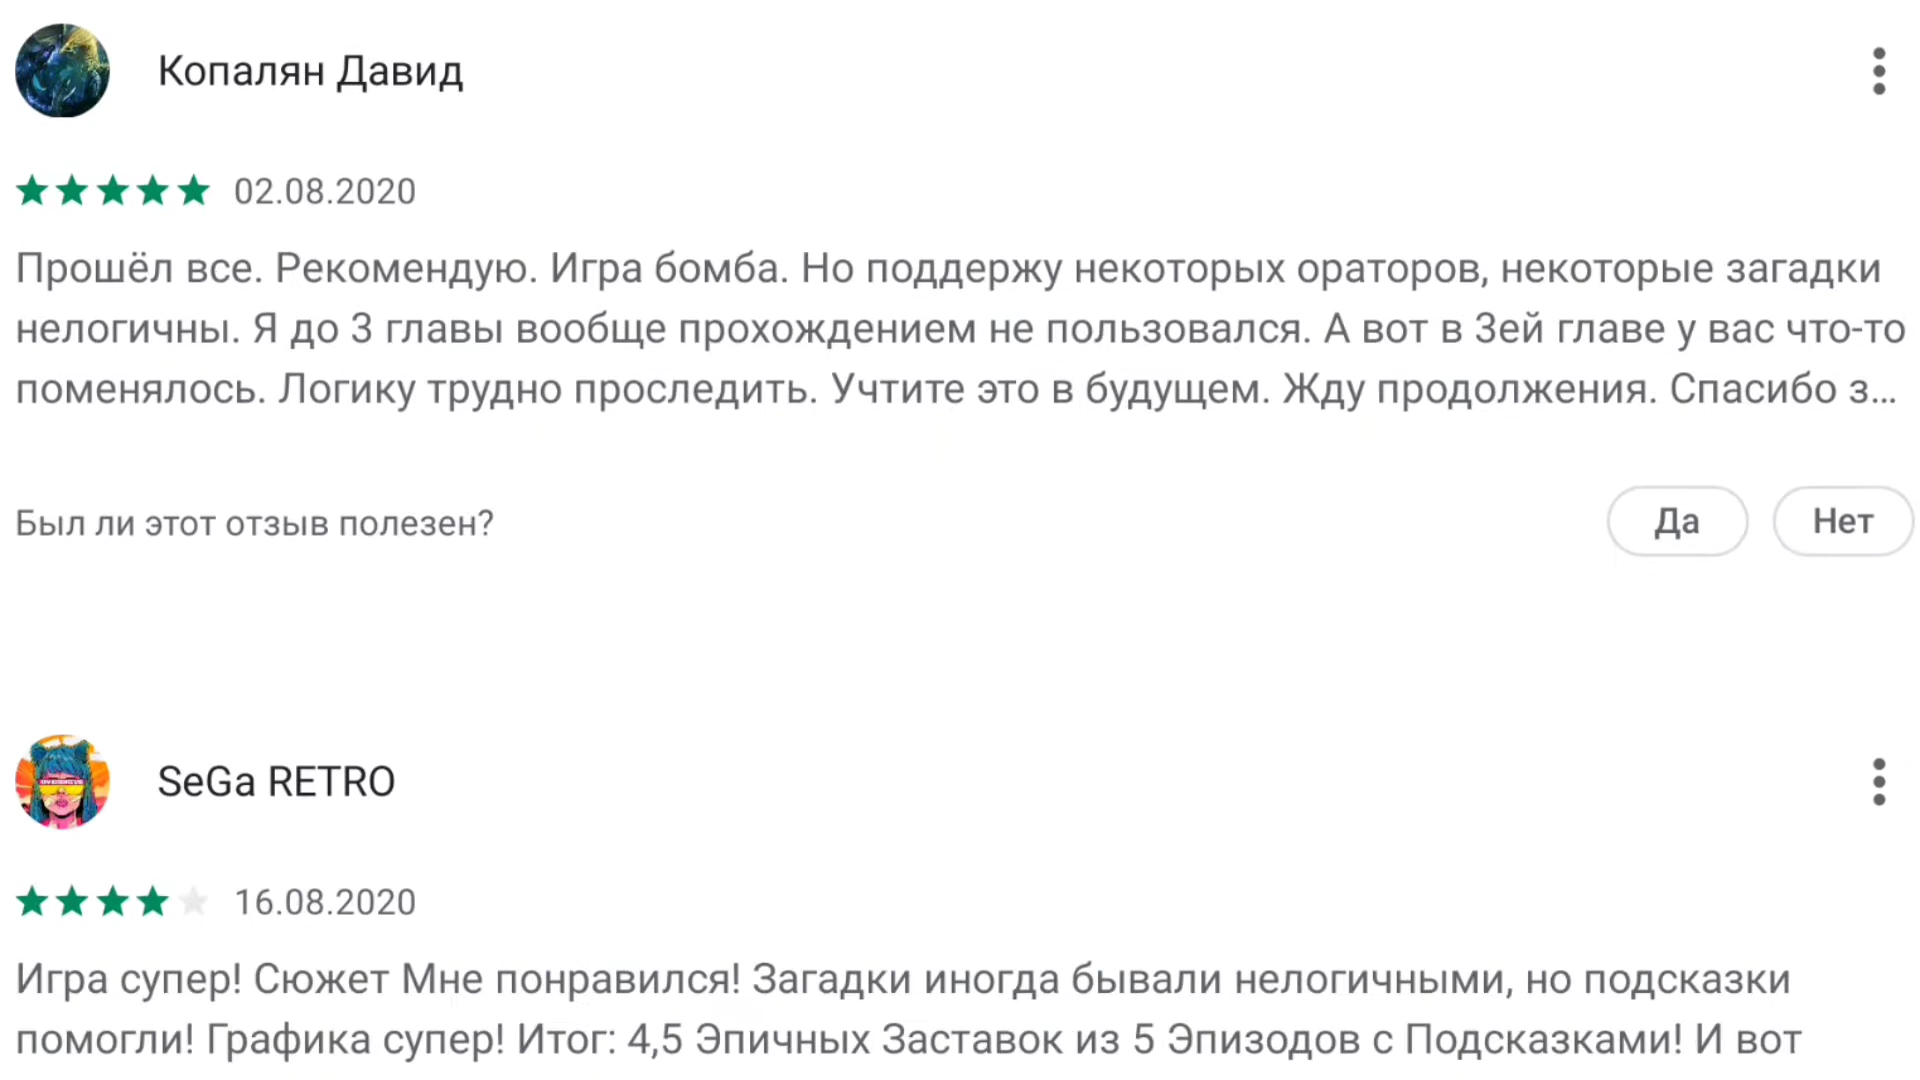 Копалян Давид
02.08.2020
Прошёл все. Рекомендую. Игра бомба. Но поддержу некоторых ораторов, некоторые загадки
нелогичны. Я до 3 главы вообще прохождением не пользовался. А вот в 3ей главе у вас что-то
поменялось. Логику трудно проследить. Учтите это в будущем. Жду продолжения. Спасибо з...
Был ли этот отзыв полезен?
Да
Нет
SeGa RETRO
16.08.2020
Игра супер! Сюжет Мне понравился! Загадки иногда бывали нелогичными, но подсказки
помогли! Графика супер! Итог: 4,5 Эпичных Заставок из 5 Эпизодов с Подсказками! И вот